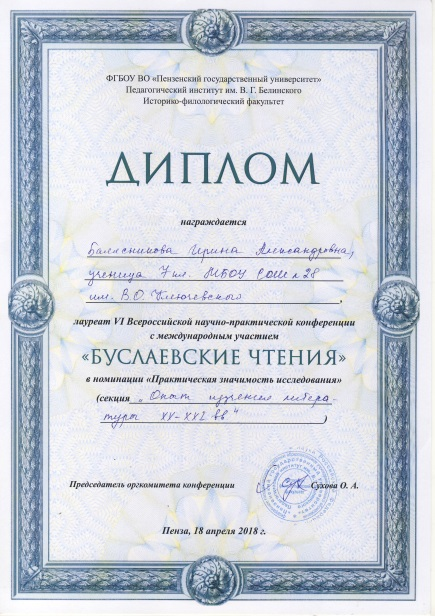 ФГБОУ ВО «Пензенский государственный университет»
Педагогический институт им. В. Г. Белинского
Историко-филологический факультет
ДИПЛОМ
награждается
Ирина Александровна,
ученица 7 кл. МБОУ СОШ № 28
им. В.О. Ключевского,
лауреат VI Всероссийской научно-практической конференции
с международным участием
«БУСЛАЕВСКИЕ ЧТЕНИЯ»
в номинации «Практическая значимость исследования»
(секция „Опыт изучения литера-
туры XX-XXI вв“)
Председатель оргкомитета конференции Сухова О. А.
Пенза, 18 апреля 2018 г.